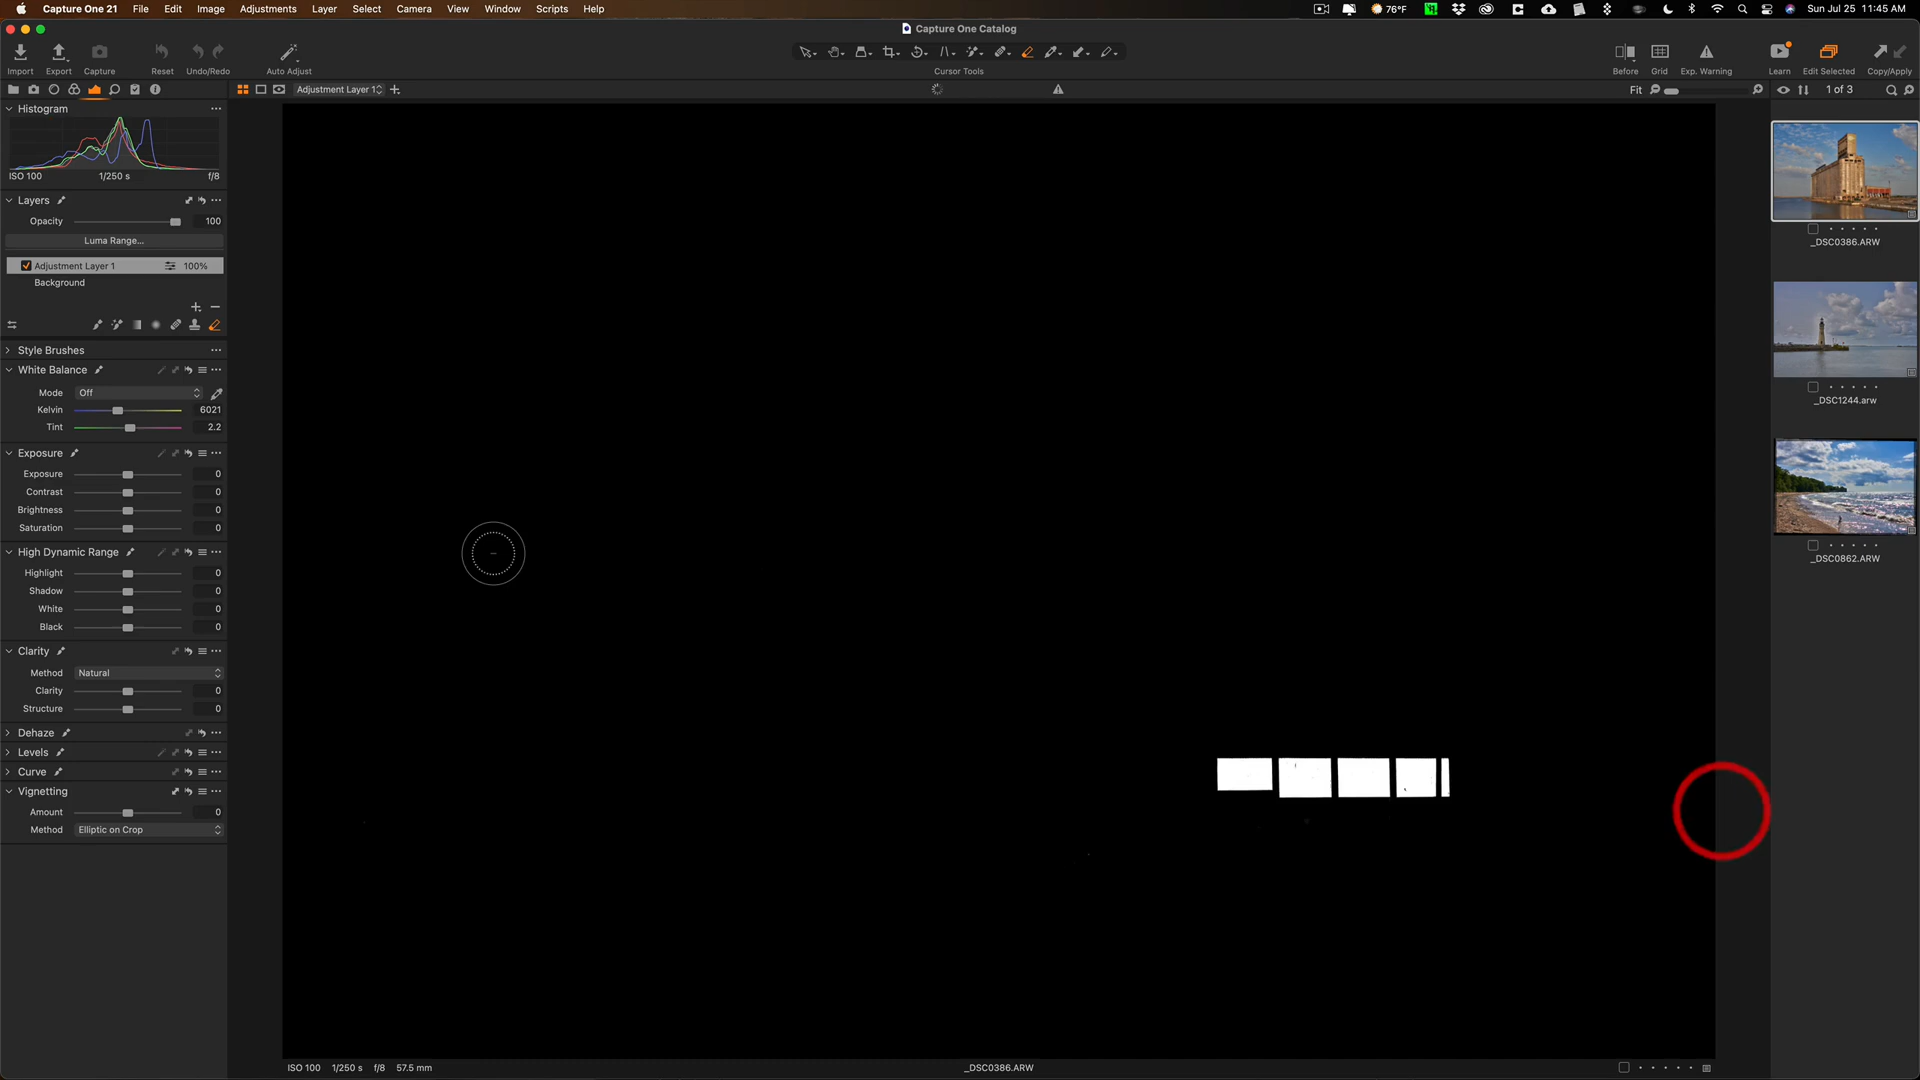 Capture One 21 File Edit Image Adjustments Layer Select Camera View Window Scripts Help 76°F Sun Jul 25 11:45 AM
Capture One Catalog
Import Export Capture Reset Undo/Redo Auto Adjust Cursor Tools Before Grid Exp. Warning Learn Edit Selected Copy/Apply
Adjustment Layer 1 Fit 1 of 3
Histogram
ISO 100 1/250 s f/8
Layers
Opacity 100
Luma Range...
Adjustment Layer 1 100%
Background
Style Brushes
White Balance
Mode Off
Kelvin 6021
Tint 2.2
Exposure
Exposure 0
Contrast 0
Brightness 0
Saturation 0
High Dynamic Range
Highlight 0
Shadow 0
White 0
Black 0
Clarity
Method Natural
Clarity 0
Structure 0
Dehaze
Levels
Curve
Vignetting
Amount 0
Method Elliptic on Crop
_DSC0386.ARW
_DSC1244.arw
_DSC0862.ARW
ISO 100 1/250 s f/8 57.5 mm _DSC0386.ARW